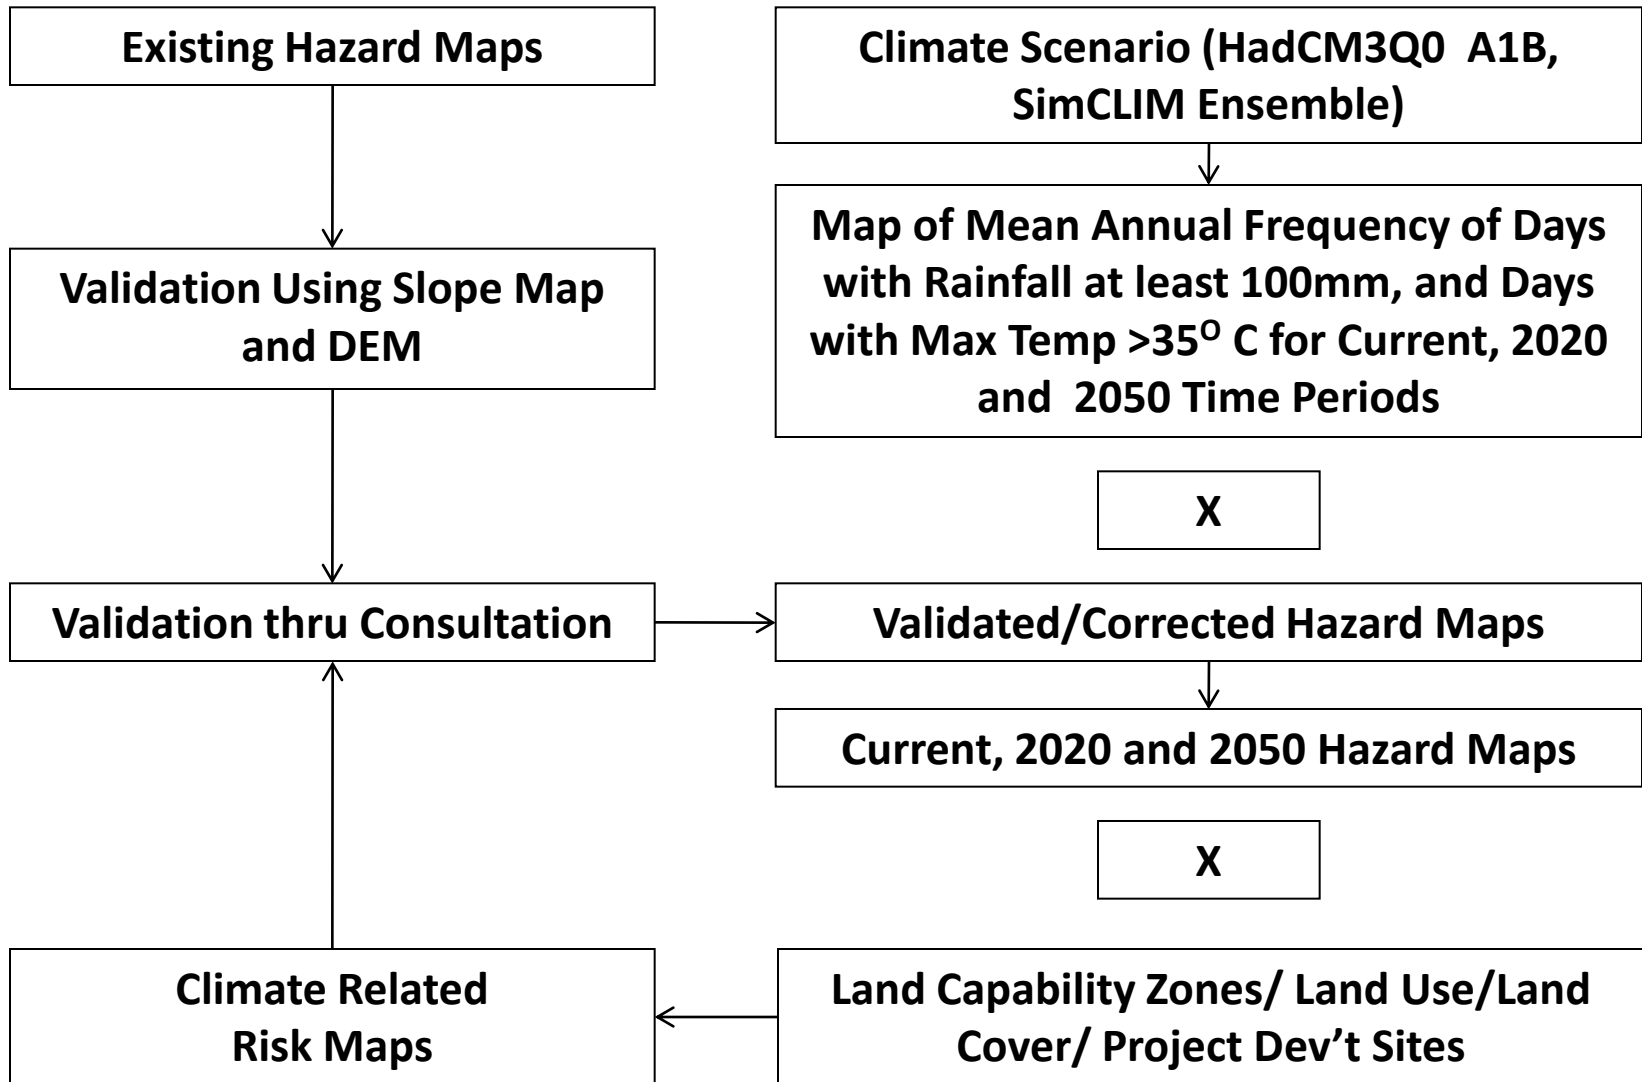 Existing Hazard Maps
Climate Scenario (HadCM3Q0 A1B,
SimCLIM Ensemble)
Map of Mean Annual Frequency of Days
with Rainfall at least 100mm, and Days
with Max Temp >35ᴼ C for Current, 2020
and 2050 Time Periods
Validation Using Slope Map
and DEM
X
Validation thru Consultation
Validated/Corrected Hazard Maps
Current, 2020 and 2050 Hazard Maps
X
Climate Related
Risk Maps
Land Capability Zones/ Land Use/Land
Cover/ Project Dev’t Sites